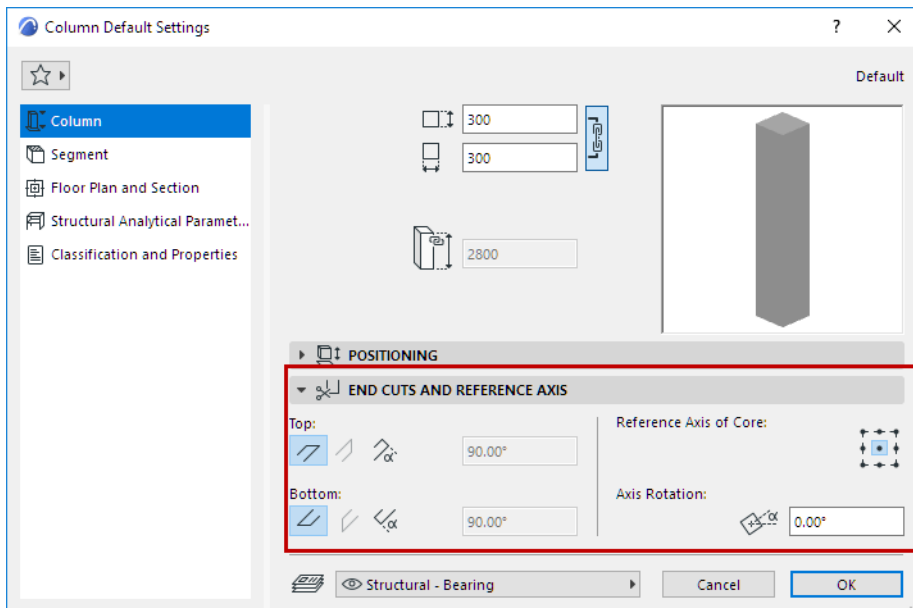 Column Default Settings
?
Default
Column
Segment
Floor Plan and Section
Structural Analytical Paramet...
Classification and Properties
300
300
2800
POSITIONING
END CUTS AND REFERENCE AXIS
Top:
α
90.00°
Bottom:
α
90.00°
Reference Axis of Core:
Axis Rotation:
α
0.00°
Structural - Bearing
Cancel
OK